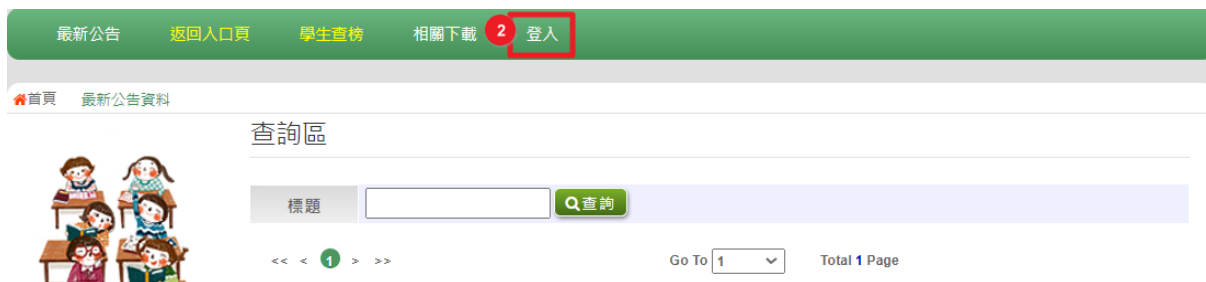 最新公告 返回入口頁 學生查榜 相關下載 2 登入
首頁 最新公告資料
查詢區
標題 查詢
<< < 1 > >> Go To 1 Total 1 Page